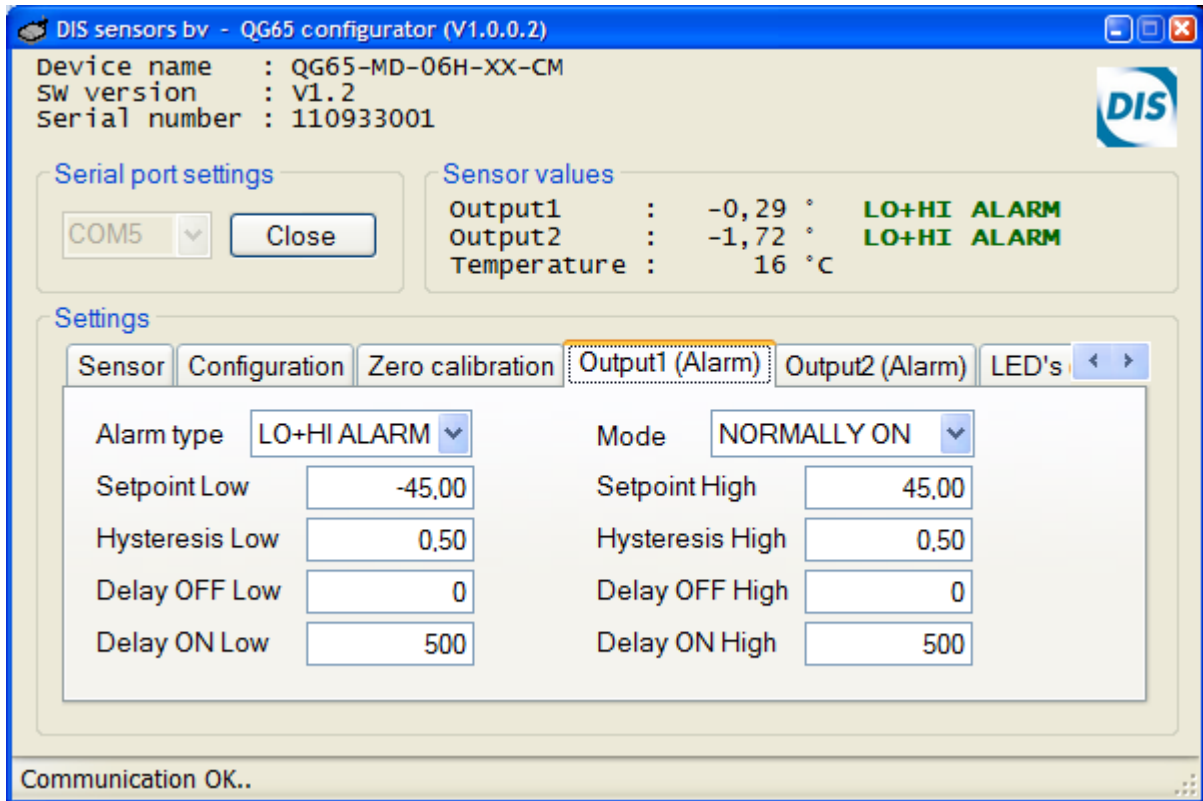 DIS sensors bv - QG65 configurator (V1.0.0.2)
Device name : QG65-MD-06H-XX-CM
SW version : V1.2
Serial number : 110933001
DIS
Serial port settings
COM5 Close
Sensor values
Output1 : -0,29 ° LO+HI ALARM
Output2 : -1,72 ° LO+HI ALARM
Temperature : 16 °C
Settings
Sensor Configuration Zero calibration Output1 (Alarm) Output2 (Alarm) LED's
Alarm type LO+HI ALARM Mode NORMALLY ON
Setpoint Low -45,00 Setpoint High 45,00
Hysteresis Low 0,50 Hysteresis High 0,50
Delay OFF Low 0 Delay OFF High 0
Delay ON Low 500 Delay ON High 500
Communication OK..